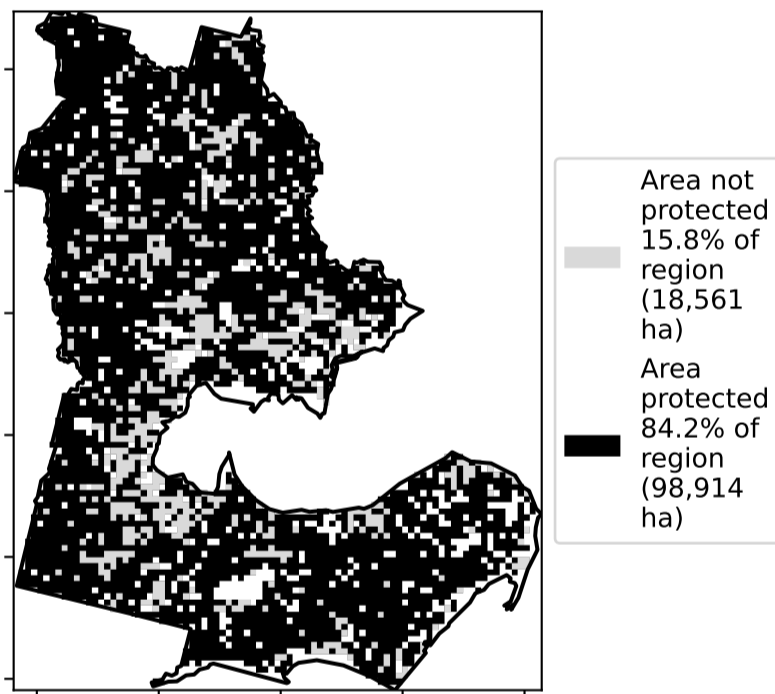 Area not
protected
15.8% of
region
(18,561
ha)
Area
protected
84.2% of
region
(98,914
ha)